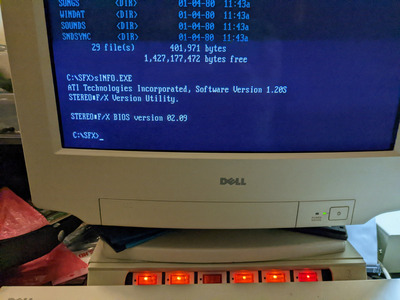 SONGS <DIR> 01-04-80 11:43a
WINDAT <DIR> 01-04-80 11:43a
SOUNDS <DIR> 01-04-80 11:43a
SNDSYNC <DIR> 01-04-80 11:43a
29 file(s) 401,971 bytes
1,427,177,472 bytes free
C:\SFX>sINFO.EXE
ATI Technologies Incorporated, Software Version 1.20S
STEREO*F/X Version Utility.
STEREO*F/X BIOS version 02.09
C:\SFX>_
DELL
DELL